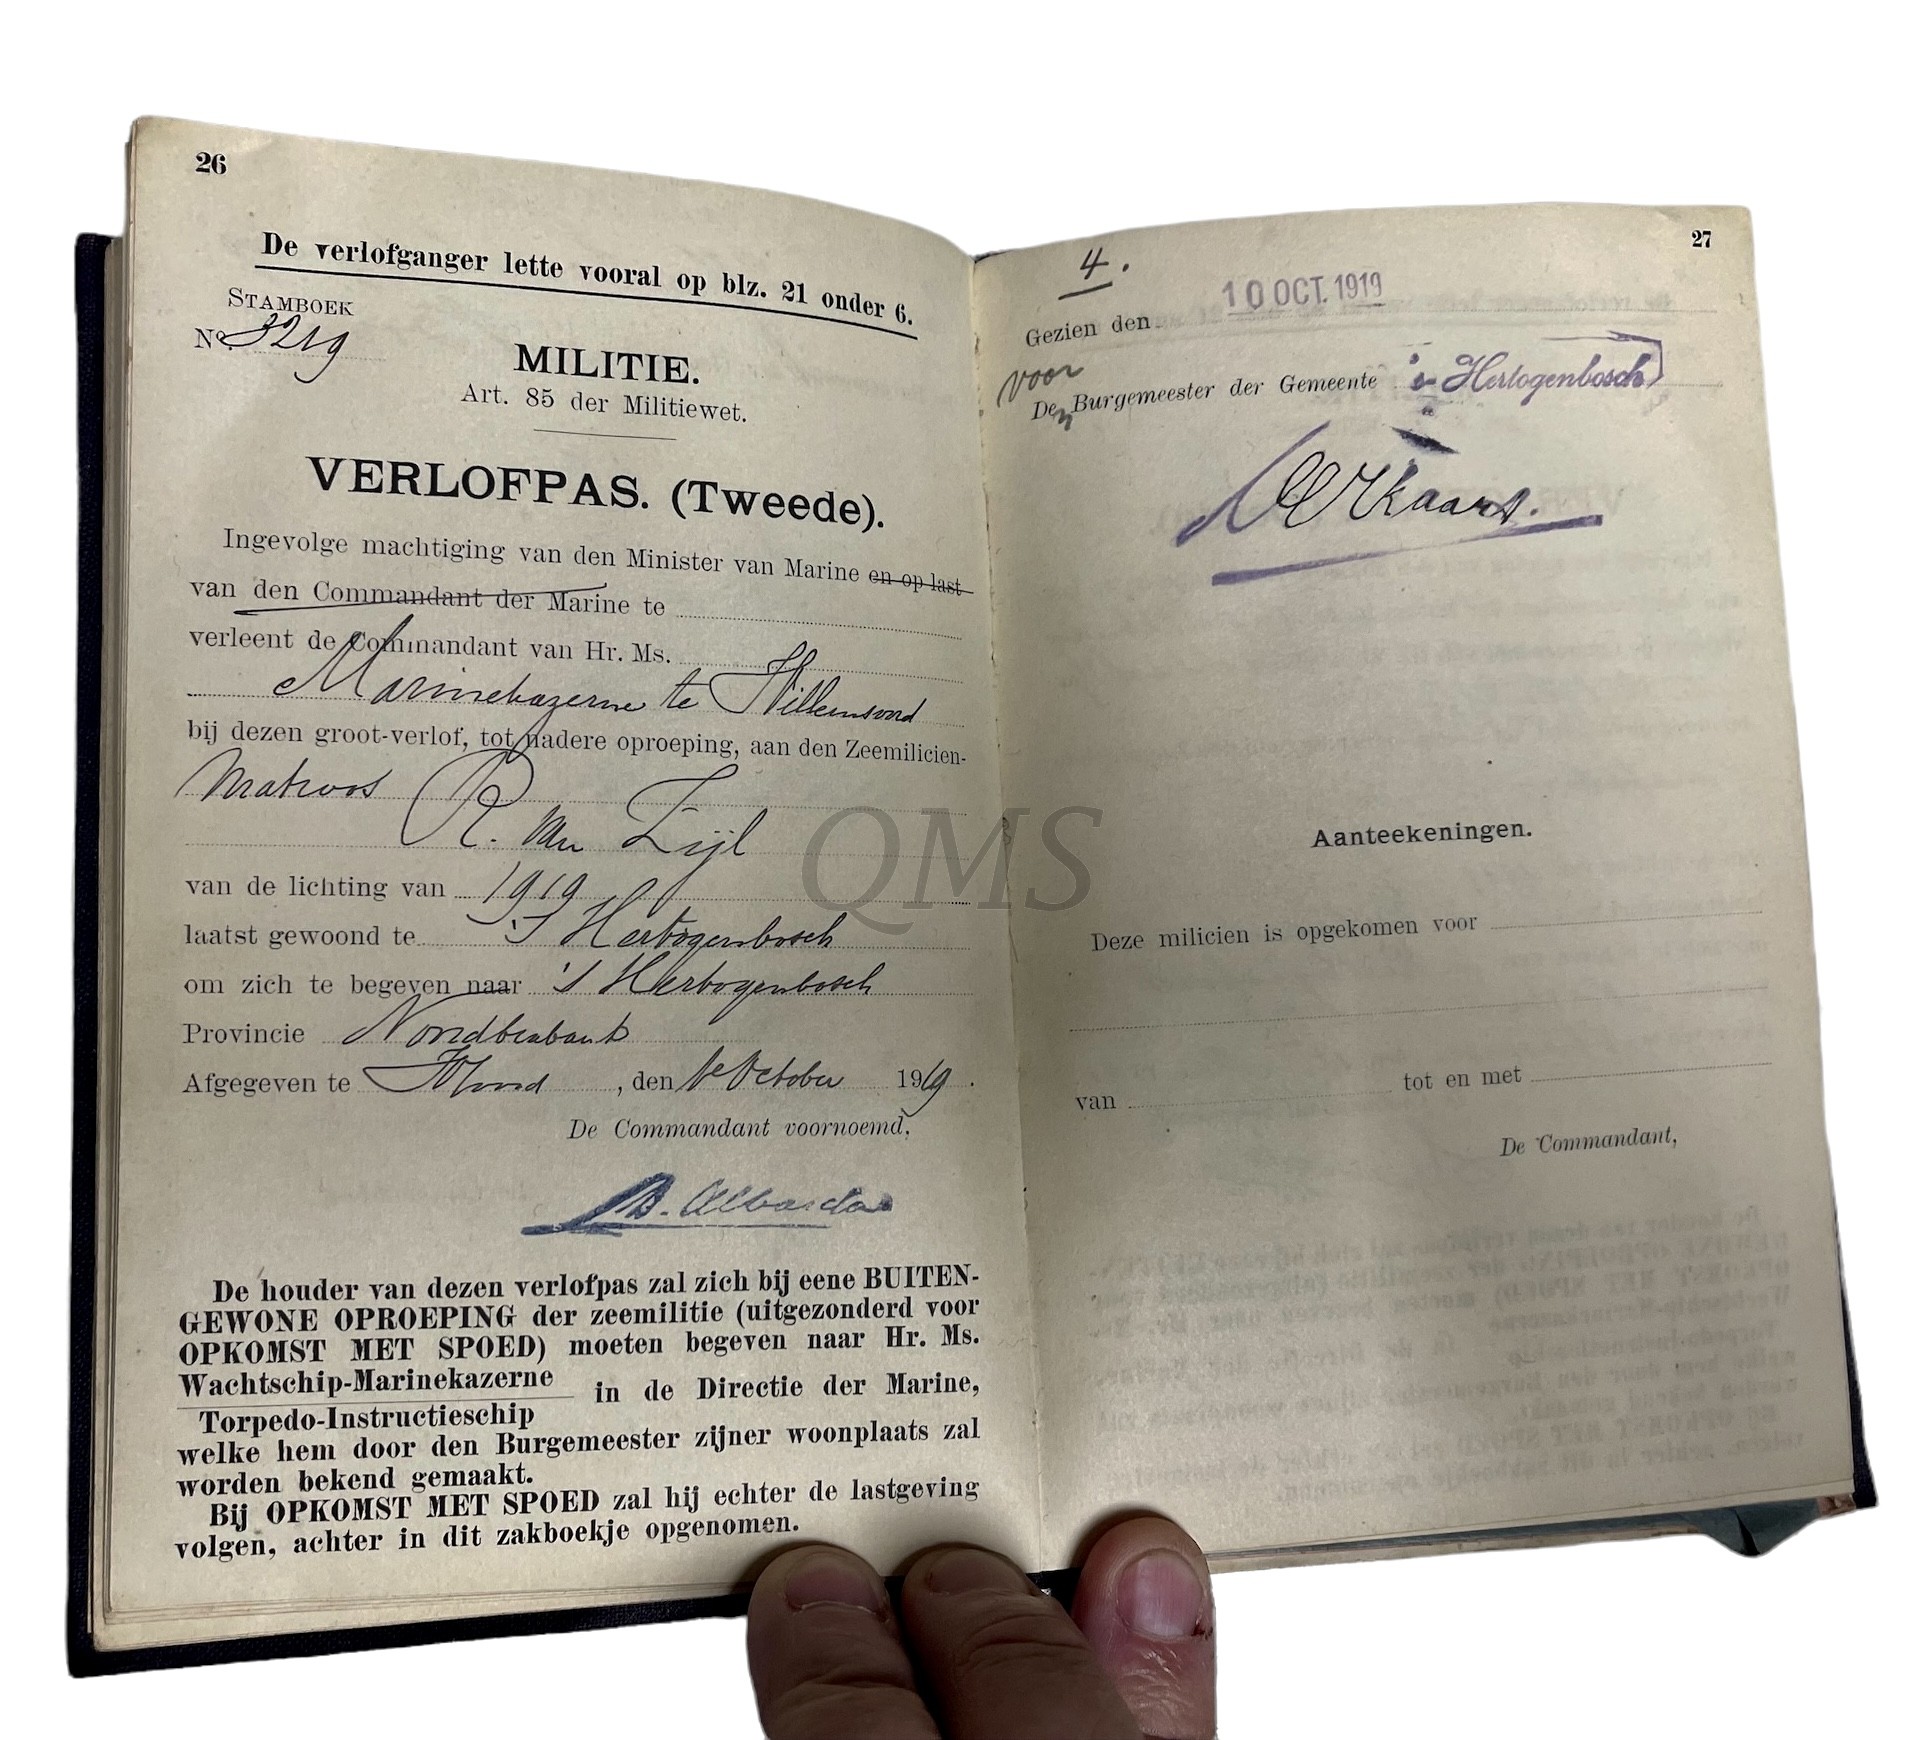 26
De verlofganger lette vooral op blz. 21 onder 6.
STAMBOEK
No. 3219
MILITIE.
Art. 85 der Militiewet.
VERLOFPAS. (Tweede).
Ingevolge machtiging van den Minister van Marine en op last
van den Commandant der Marine te
verleent de Commandant van Hr. Ms.
Marinekazerne te Willemsoord
bij dezen groot-verlof, tot nadere oproeping, aan den Zeemilicien-
Matroos
R. van Zijl
van de lichting van 1919
laatst gewoond te 's Hertogenbosch
om zich te begeven naar 's Hertogenbosch
Provincie Noordbrabant
Afgegeven te W'oord, den October 1919.
De Commandant voornoemd,
B. Albarda
De houder van dezen verlofpas zal zich bij eene BUITEN-
GEWONE OPROEPING der zeemilitie (uitgezonderd voor
OPKOMST MET SPOED) moeten begeven naar Hr. Ms.
Wachtschip-Marinekazerne
in de Directie der Marine,
Torpedo-Instructieschip
welke hem door den Burgemeester zijner woonplaats zal
worden bekend gemaakt.
Bij OPKOMST MET SPOED zal hij echter de lastgeving
volgen, achter in dit zakboekje opgenomen.
27
4.
Gezien den 10 OCT. 1919
voor
Den Burgemeester der Gemeente 's-Hertogenbosch
Aanteekeningen.
Deze milicien is opgekomen voor
van tot en met
De Commandant,
QMS